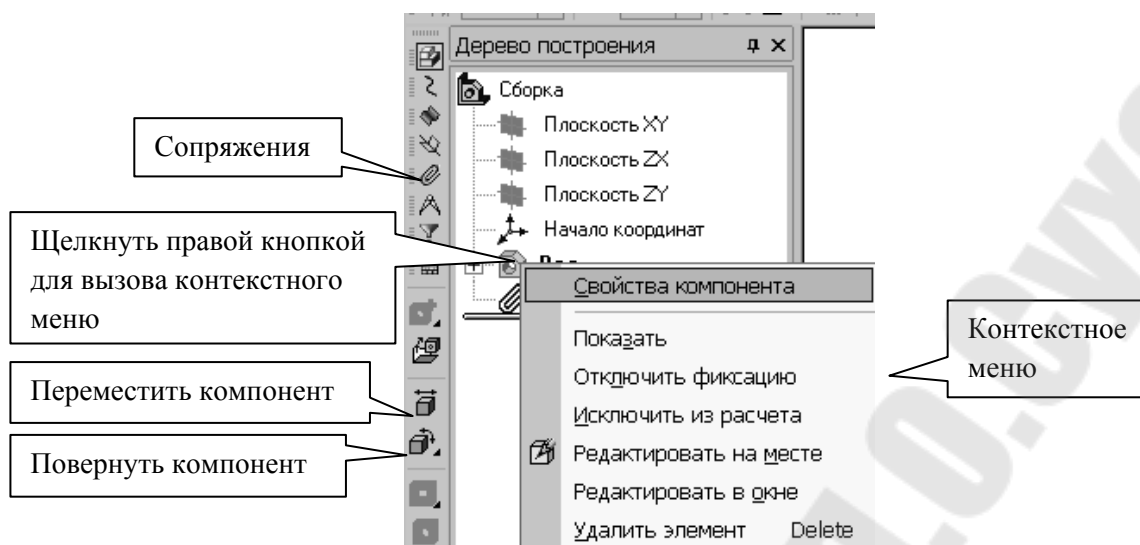 Дерево построения
Сборка
Плоскость XY
Плоскость ZX
Плоскость ZY
Начало координат
Сопряжения
Щелкнуть правой кнопкой
для вызова контекстного
меню
Переместить компонент
Повернуть компонент
Свойства компонента
Показать
Отключить фиксацию
Исключить из расчета
Редактировать на месте
Редактировать в окне
Удалить элемент Delete
Контекстное
меню